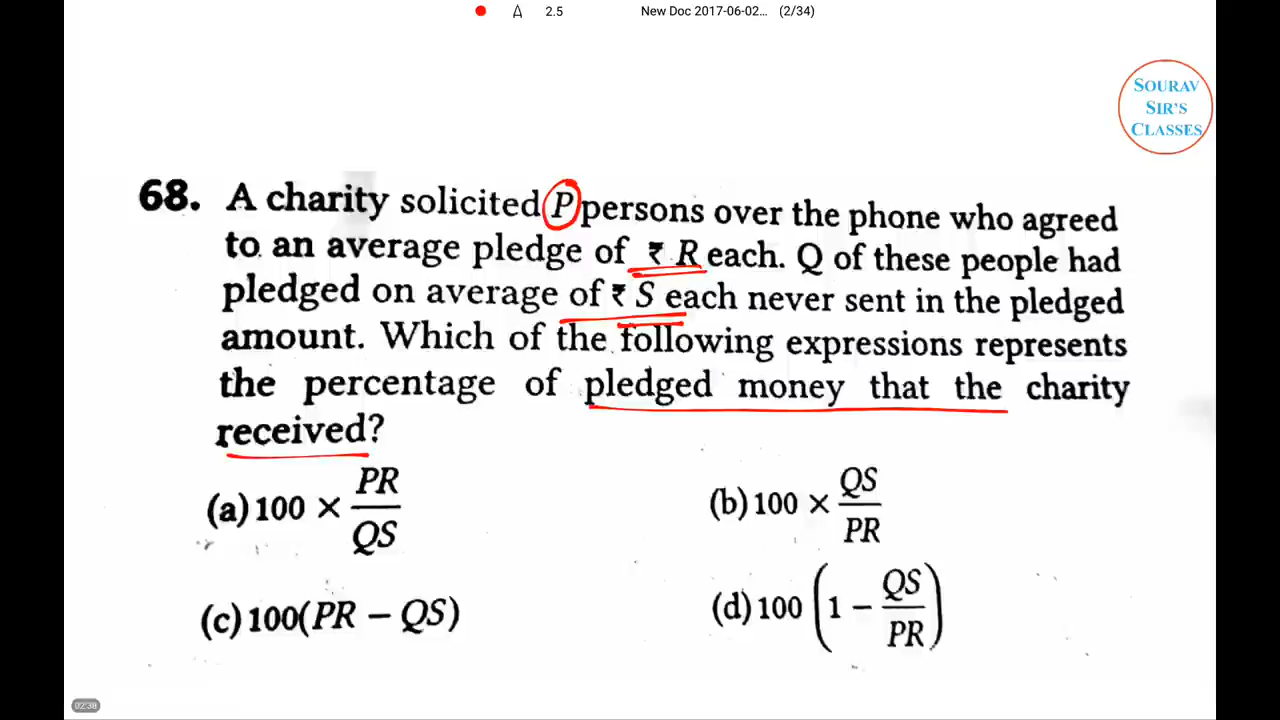 A 2.5 New Doc 2017-06-02... (2/34)
SOURAV
SIR'S
CLASSES
68. A charity solicited P persons over the phone who agreed
to an average pledge of ₹ R each. Q of these people had
pledged on average of ₹ S each never sent in the pledged
amount. Which of the following expressions represents
the percentage of pledged money that the charity
received?
(a) 100 × PR/QS (b) 100 × QS/PR
(c) 100(PR − QS) (d) 100 (1 − QS/PR)
02:38